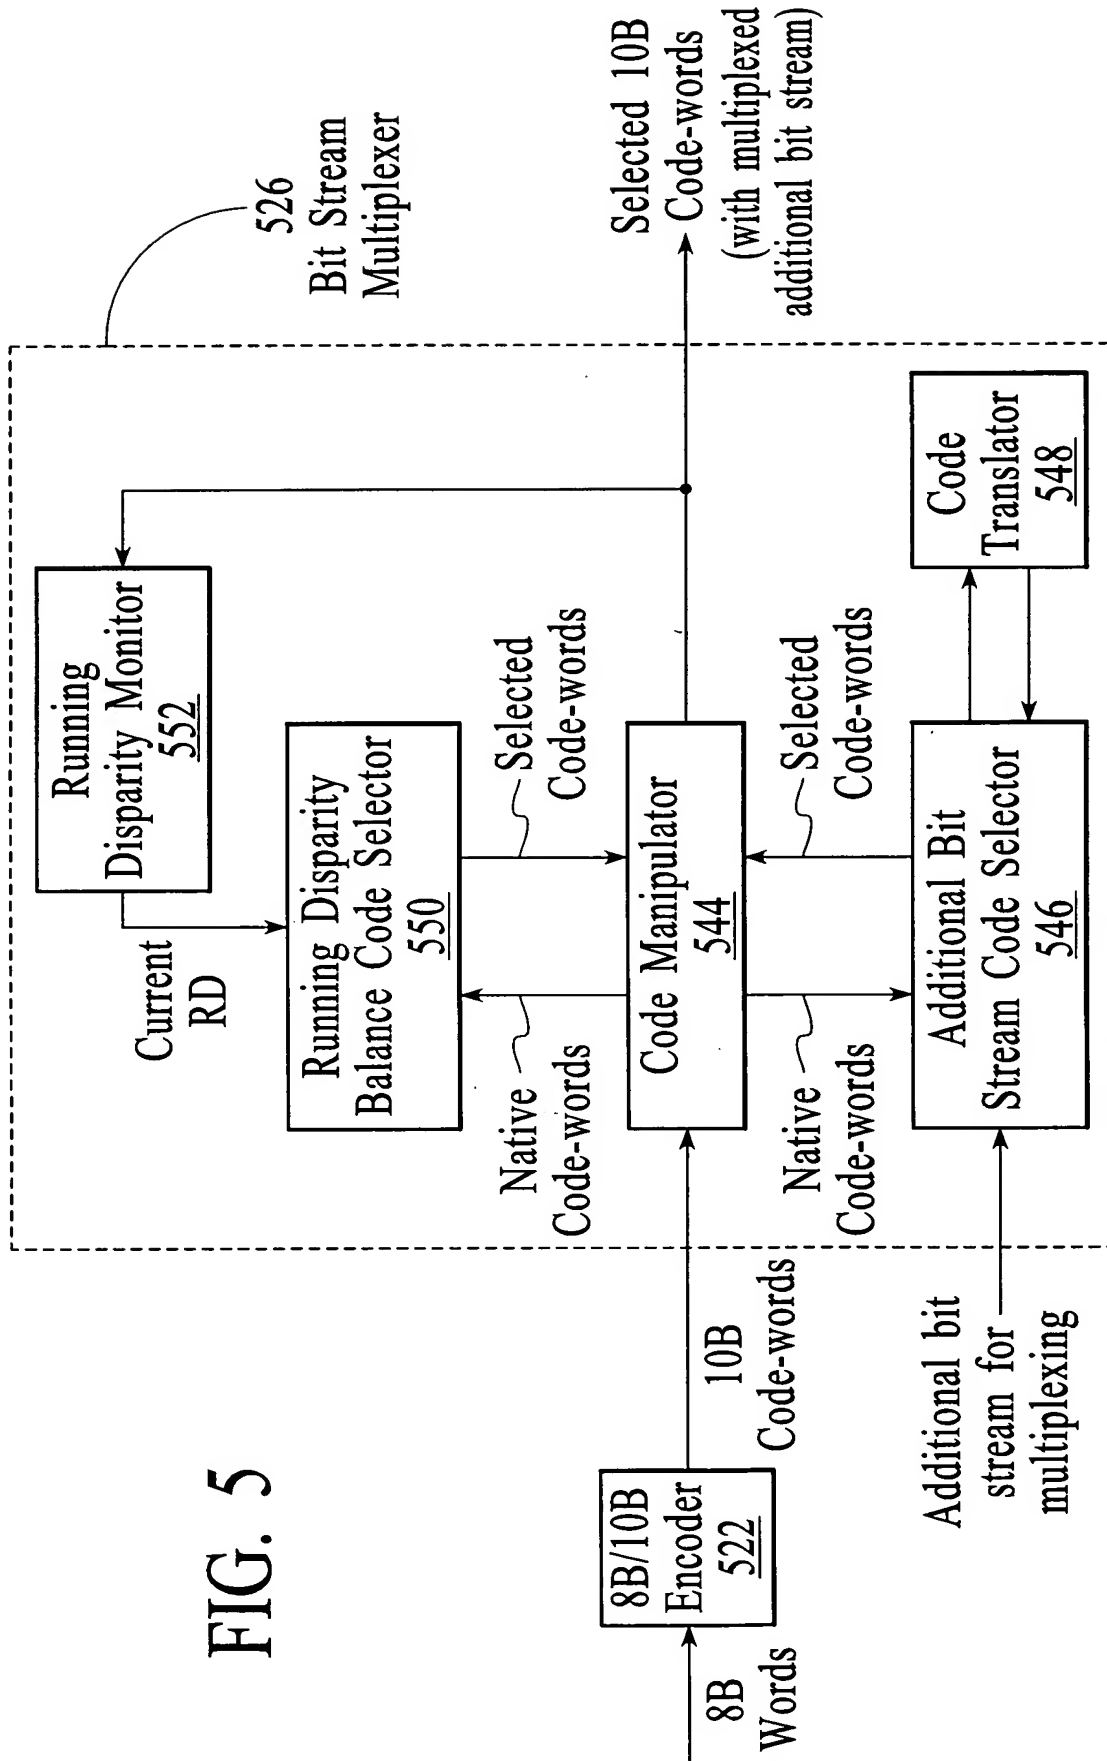 FIG. 5
526
Bit Stream
Multiplexer
Running
Disparity Monitor
552
Current
RD
Running Disparity
Balance Code Selector
550
Native
Code-words
Selected
Code-words
8B
Words
8B/10B
Encoder
522
10B
Code-words
Code Manipulator
544
Selected 10B
Code-words
(with multiplexed
additional bit stream)
Native
Code-words
Selected
Code-words
Additional bit
stream for
multiplexing
Additional Bit
Stream Code Selector
546
Code
Translator
548